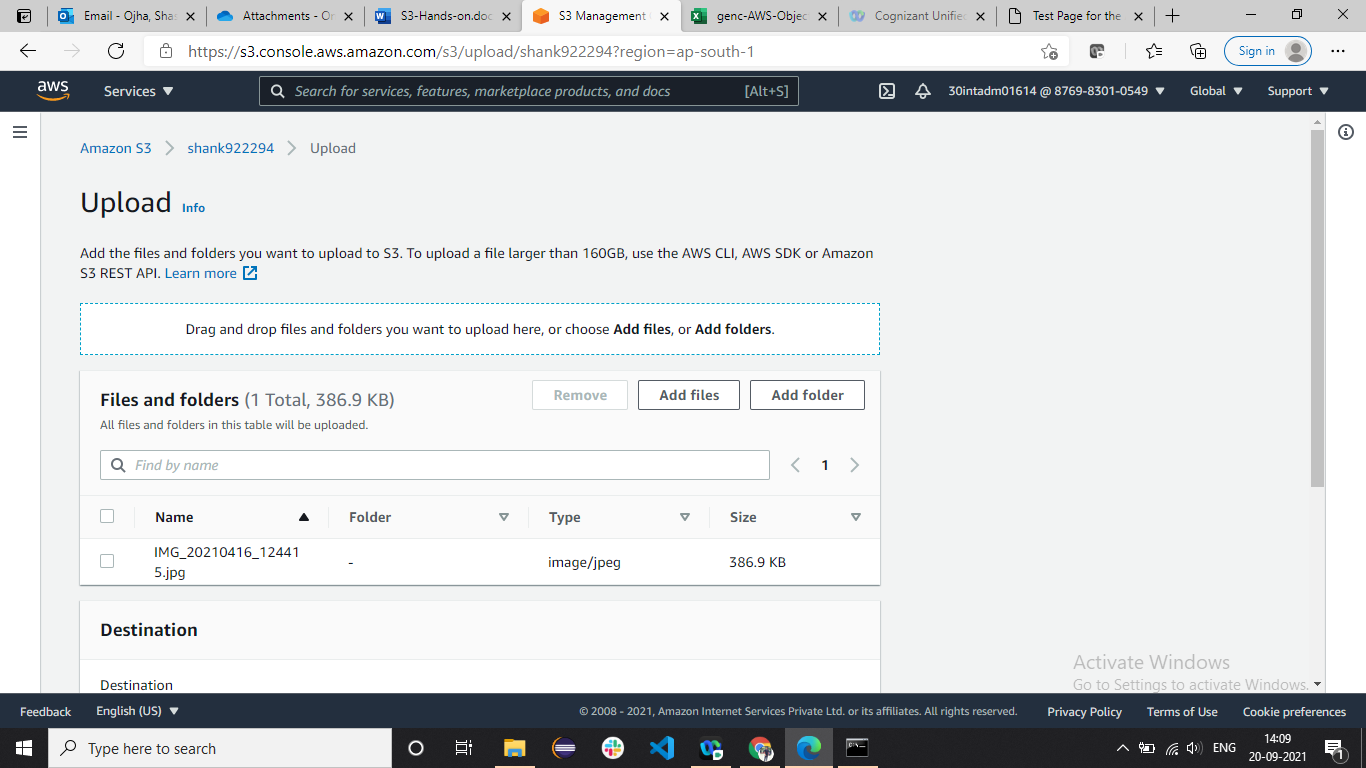 Email - Ojha, Sha
Attachments - Or
S3-Hands-on.doc
S3 Management
genc-AWS-Objec
Cognizant Unifie
Test Page for the
https://s3.console.aws.amazon.com/s3/upload/shank922294?region=ap-south-1
Sign in
aws
Services
Search for services, features, marketplace products, and docs
[Alt+S]
30intadm01614 @ 8769-8301-0549
Global
Support
Amazon S3
shank922294
Upload
Upload Info
Add the files and folders you want to upload to S3. To upload a file larger than 160GB, use the AWS CLI, AWS SDK or Amazon
S3 REST API. Learn more
Drag and drop files and folders you want to upload here, or choose Add files, or Add folders.
Files and folders (1 Total, 386.9 KB)
Remove
Add files
Add folder
All files and folders in this table will be uploaded.
Find by name
1
Name
Folder
Type
Size
IMG_20210416_12441
5.jpg
-
image/jpeg
386.9 KB
Destination
Destination
Activate Windows
Go to Settings to activate Windows.
Feedback
English (US)
© 2008 - 2021, Amazon Internet Services Private Ltd. or its affiliates. All rights reserved.
Privacy Policy
Terms of Use
Cookie preferences
Type here to search
ENG
14:09
20-09-2021
1